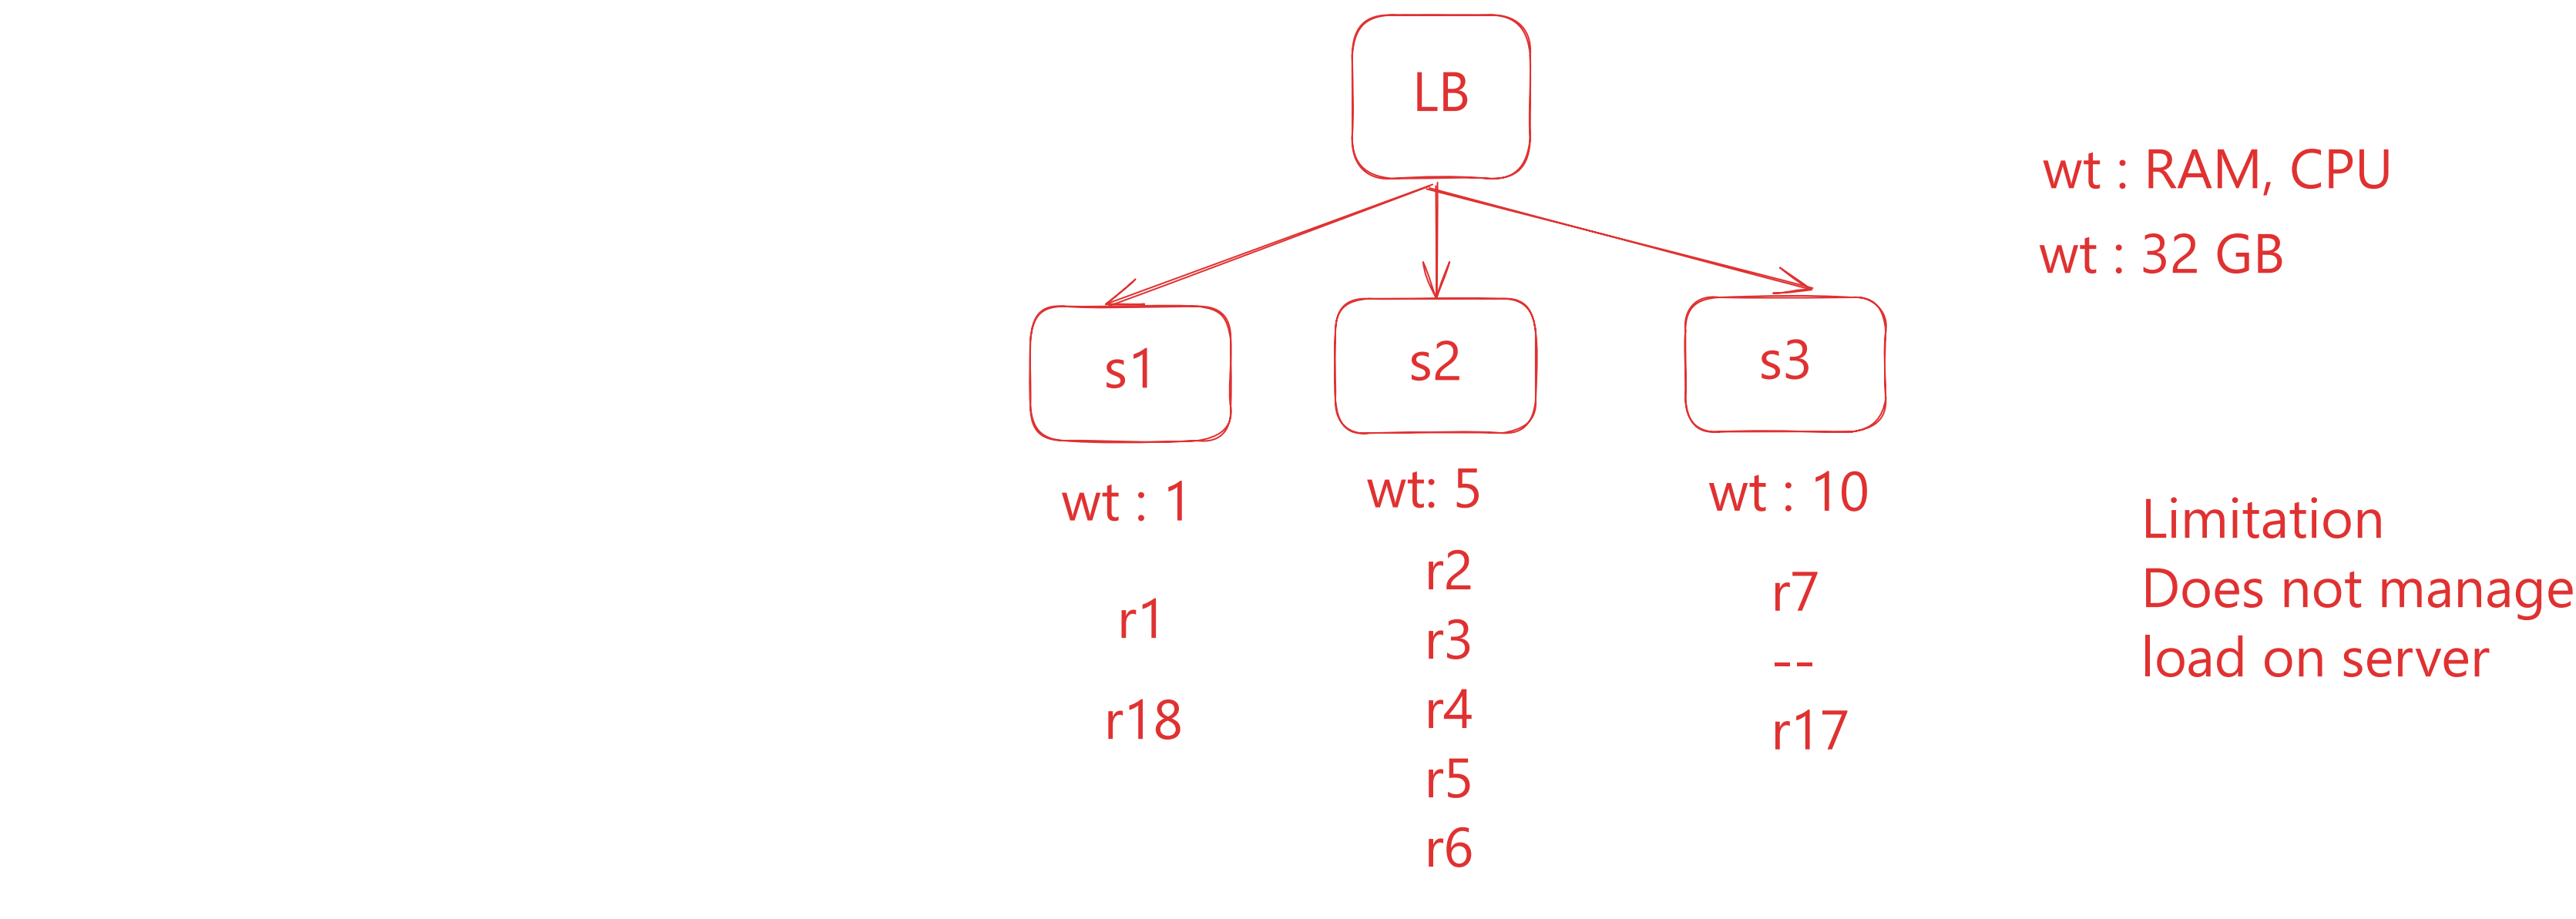 LB
wt : RAM, CPU
wt : 32 GB
s1
s2
s3
wt : 1
wt: 5
wt : 10
r1
r18
r2
r3
r4
r5
r6
r7
--
r17
Limitation
Does not manage
load on server